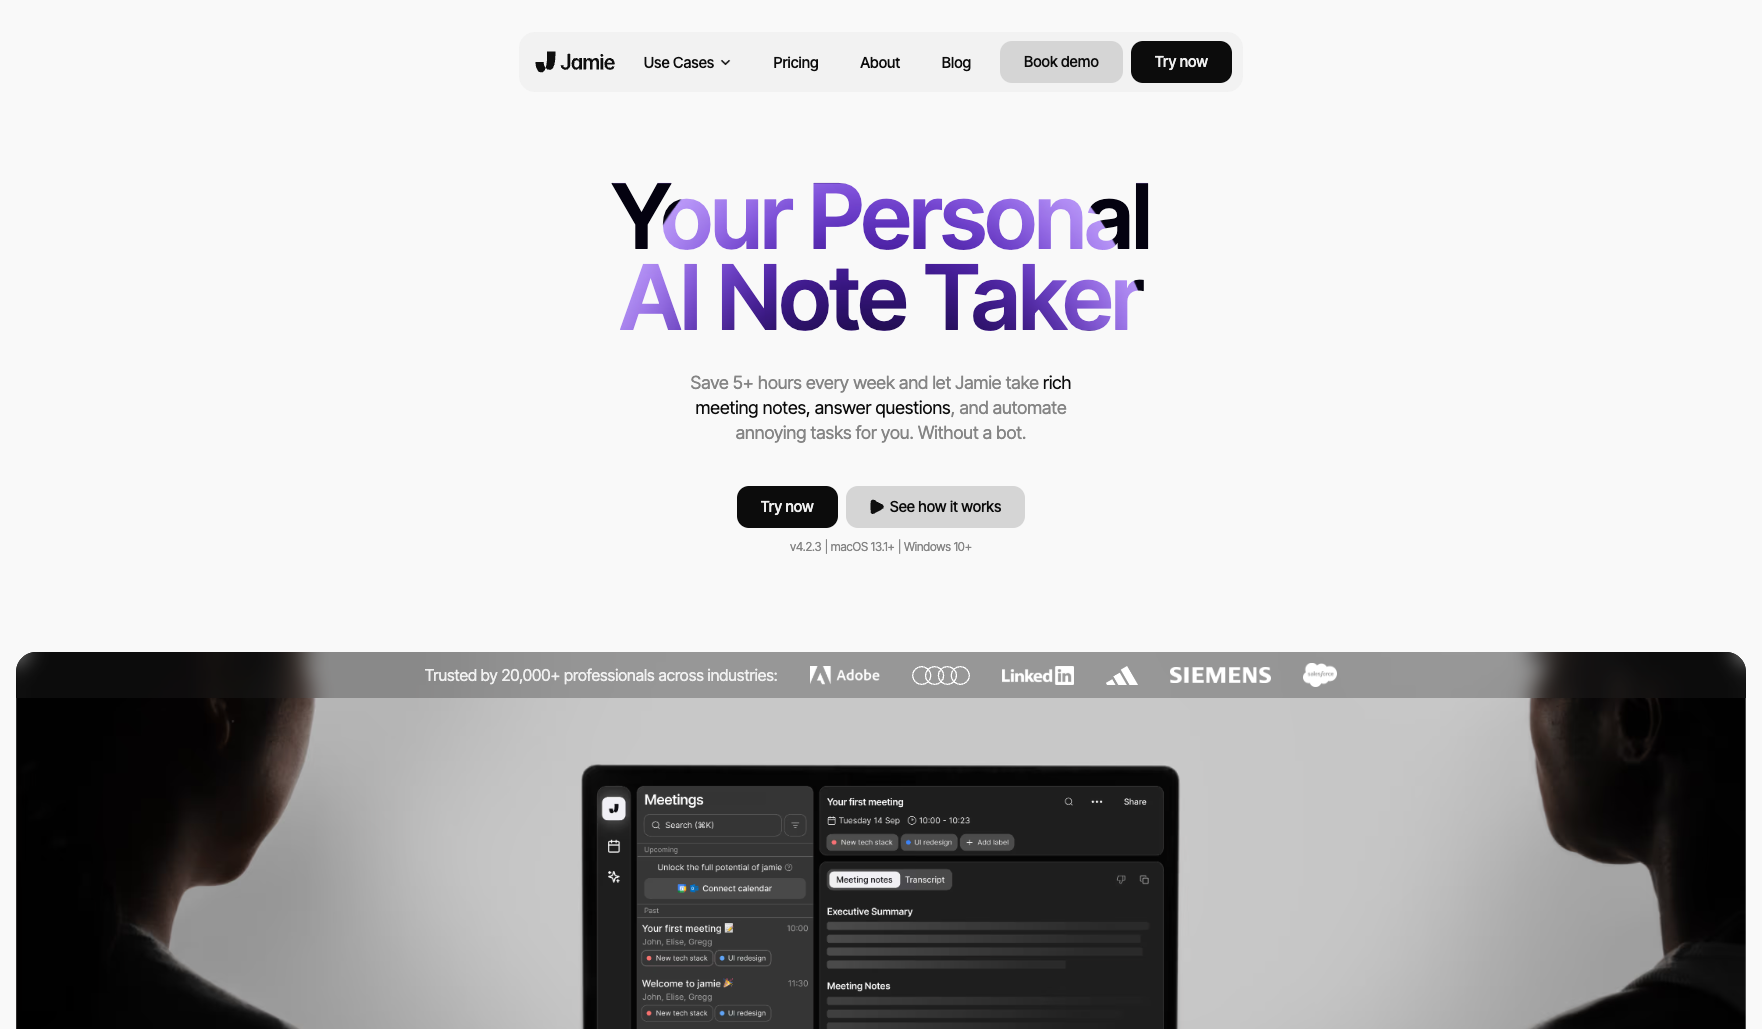 Jamie
Use Cases
Pricing
About
Blog
Book demo
Try now
Your Personal
AI Note Taker
Save 5+ hours every week and let Jamie take rich
meeting notes, answer questions, and automate
annoying tasks for you. Without a bot.
Try now
See how it works
v4.2.3 | macOS 13.1+ | Windows 10+
Trusted by 20,000+ professionals across industries:
Adobe
Linked in
SIEMENS
salesforce
Meetings
Search (⌘K)
Upcoming
Unlock the full potential of jamie
Connect calendar
Past
Your first meeting
10:00
John, Elise, Gregg
New tech stack
UI redesign
Welcome to jamie
11:30
John, Elise, Gregg
New tech stack
UI redesign
Your first meeting
Share
Tuesday 14 Sep
10:00 - 10:23
New tech stack
UI redesign
+ Add label
Meeting notes
Transcript
Executive Summary
Meeting Notes